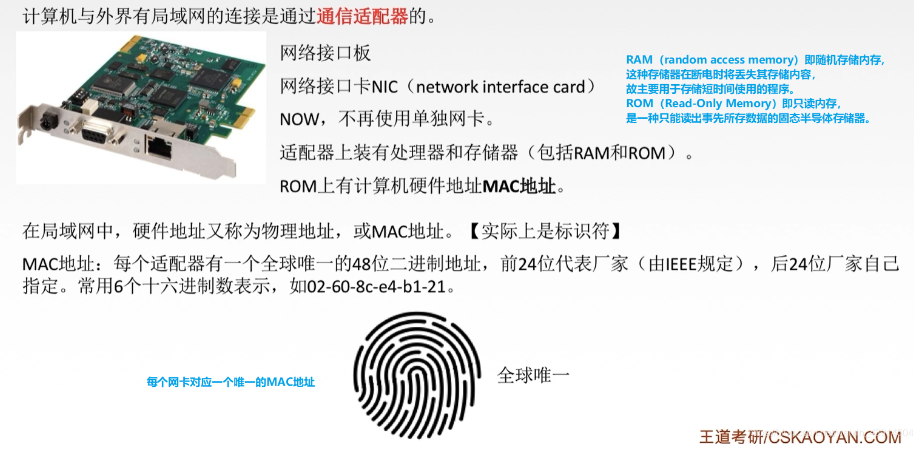 计算机与外界有局域网的连接是通过通信适配器的。
网络接口板
网络接口卡NIC（network interface card）
NOW，不再使用单独网卡。
适配器上装有处理器和存储器（包括RAM和ROM）。
ROM上有计算机硬件地址MAC地址。
RAM（random access memory）即随机存储内存，
这种存储器在断电时将丢失其存储内容，
故主要用于存储短时间使用的程序。
ROM（Read-Only Memory）即只读内存，
是一种只能读出事先所存数据的固态半导体存储器。
在局域网中，硬件地址又称为物理地址，或MAC地址。【实际上是标识符】
MAC地址：每个适配器有一个全球唯一的48位二进制地址，前24位代表厂家（由IEEE规定），后24位厂家自己
指定。常用6个十六进制数表示，如02-60-8c-e4-b1-21。
每个网卡对应一个唯一的MAC地址
全球唯一
王道考研/CSKAOYAN.COM